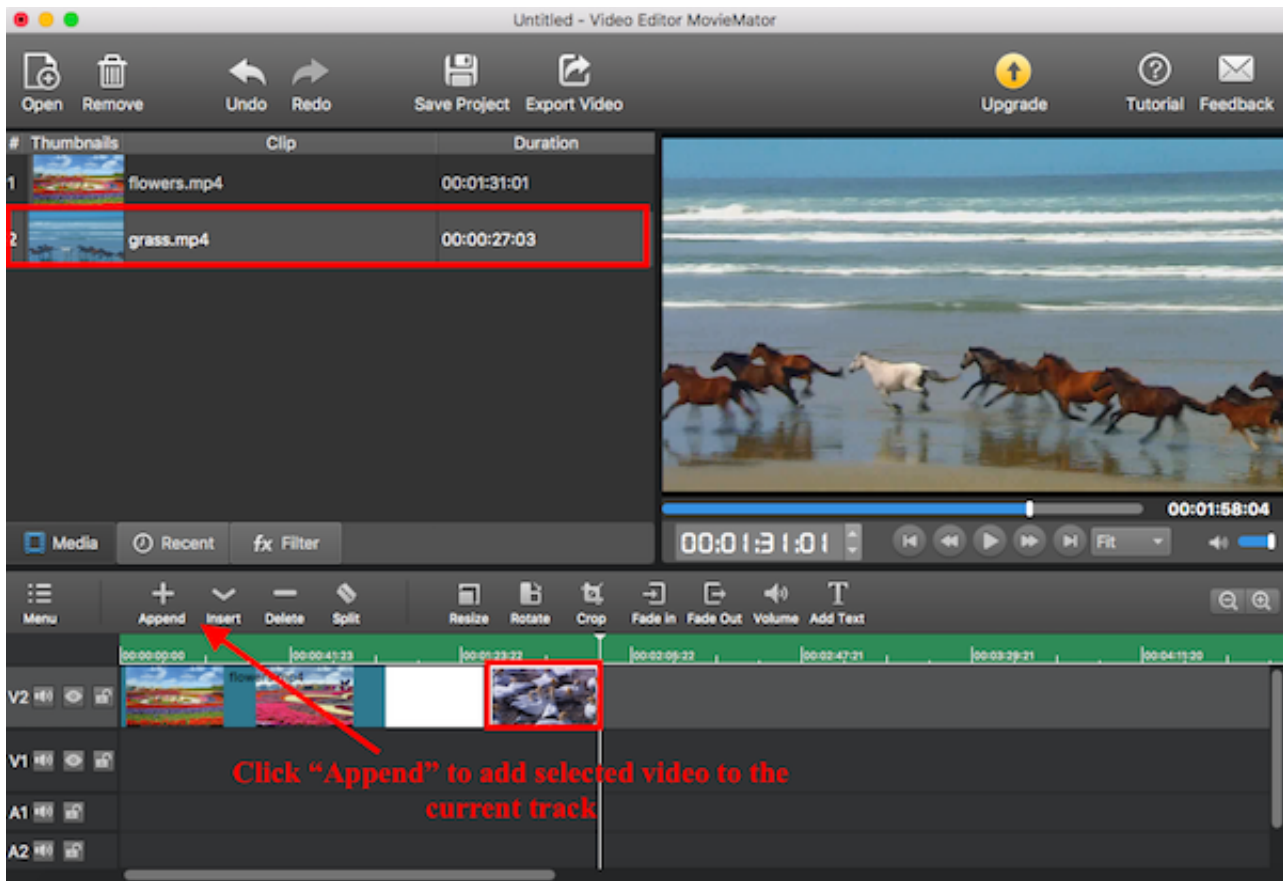 Untitled - Video Editor MovieMator
Open Remove Undo Redo Save Project Export Video Upgrade Tutorial Feedback
# Thumbnails Clip Duration
1 flowers.mp4 00:01:31:01
2 grass.mp4 00:00:27:03
00:01:58:04
Media Recent fx Filter
00:01:31:01 Fit
Menu Append Insert Delete Split Resize Rotate Crop Fade in Fade Out Volume Add Text
00:00:00:00 00:00:41:23 00:01:23:22 00:02:05:22 00:02:47:21 00:03:29:21 00:04:11:20
flowers.mp4
V2
V1
Click “Append” to add selected video to the
current track
A1
A2